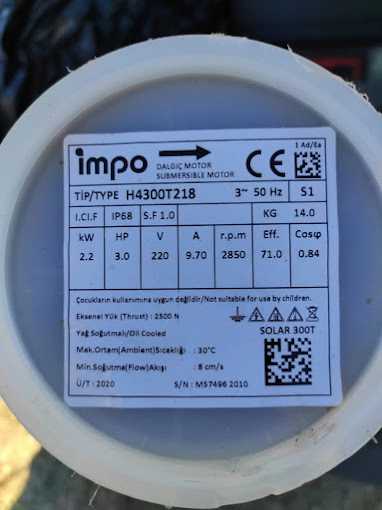 1 Ad/Ea
impo
DALGIÇ MOTOR
SUBMERSIBLE MOTOR
CE
TİP/TYPE H4300T218 3~ 50 Hz S1
I.Cl.F IP68 S.F 1.0 KG 14.0
kW HP V A r.p.m Eff. Cosφ
2.2 3.0 220 9.70 2850 71.0 0.84
Çocukların kullanımına uygun değildir/Not suitable for use by children.
Eksenel Yük (Thrust) : 2500 N
Yağ Soğutmalı/Oil Cooled
SOLAR 300T
Mak.Ortam(Ambient)Sıcaklığı : 30°C
Min.Soğutma(Flow)Akışı : 8 cm/s
Ü/T : 2020 S/N : M57496 2010